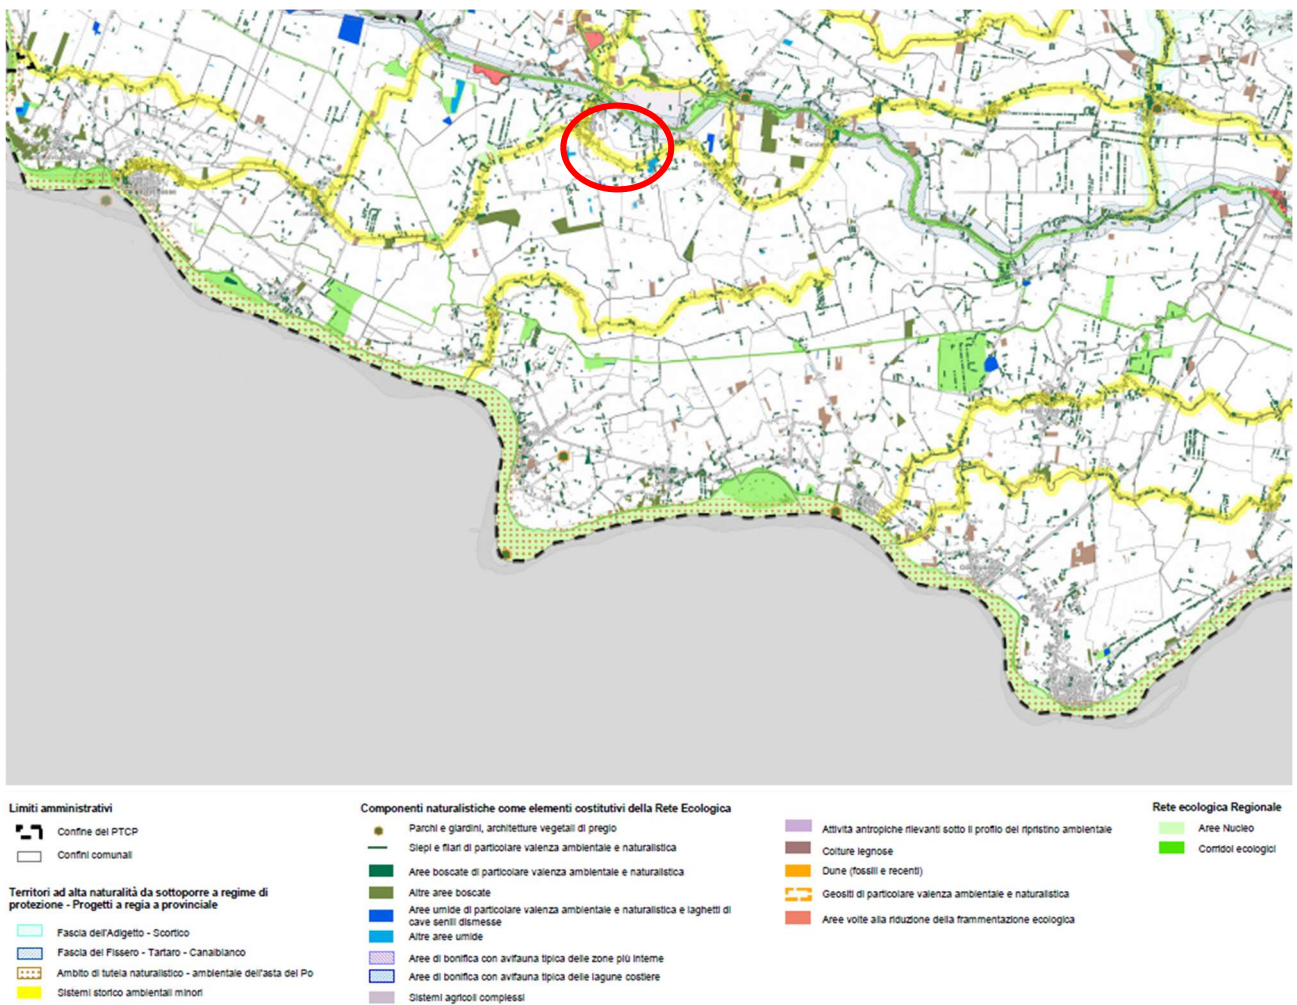 Limiti amministrativi
Confine del PTCP
Confini comunali
Territori ad alta naturalità da sottoporre a regime di
protezione - Progetti a regia a provinciale
Fascia dell'Adigetto - Scortico
Fascia del Fissero - Tartaro - Canalbianco
Ambito di tutela naturalistico - ambientale dell'asta del Po
Sistemi storico ambientali minori
Componenti naturalistiche come elementi costitutivi della Rete Ecologica
Parchi e giardini, architetture vegetali di pregio
Siepi e filari di particolare valenza ambientale e naturalistica
Aree boscate di particolare valenza ambientale e naturalistica
Altre aree boscate
Aree umide di particolare valenza ambientale e naturalistica e laghetti di
cave senili dismesse
Altre aree umide
Aree di bonifica con avifauna tipica delle zone più interne
Aree di bonifica con avifauna tipica delle lagune costiere
Sistemi agricoli complessi
Attività antropiche rilevanti sotto il profilo del ripristino ambientale
Colture legnose
Dune (fossili e recenti)
Geositi di particolare valenza ambientale e naturalistica
Aree volte alla riduzione della frammentazione ecologica
Rete ecologica Regionale
Aree Nucleo
Corridoi ecologici